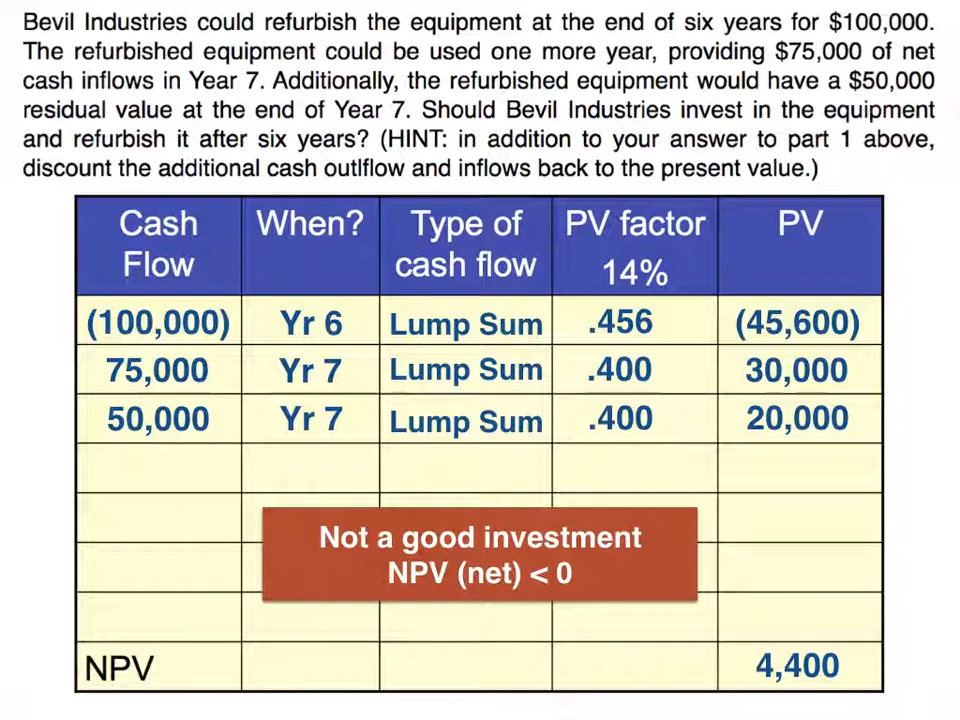 Bevil Industries could refurbish the equipment at the end of six years for $100,000.
The refurbished equipment could be used one more year, providing $75,000 of net
cash inflows in Year 7. Additionally, the refurbished equipment would have a $50,000
residual value at the end of Year 7. Should Bevil Industries invest in the equipment
and refurbish it after six years? (HINT: in addition to your answer to part 1 above,
discount the additional cash outlflow and inflows back to the present value.)
Cash Flow When? Type of cash flow PV factor 14% PV
(100,000) Yr 6 Lump Sum .456 (45,600)
75,000 Yr 7 Lump Sum .400 30,000
50,000 Yr 7 Lump Sum .400 20,000
Not a good investment
NPV (net) < 0
NPV 4,400